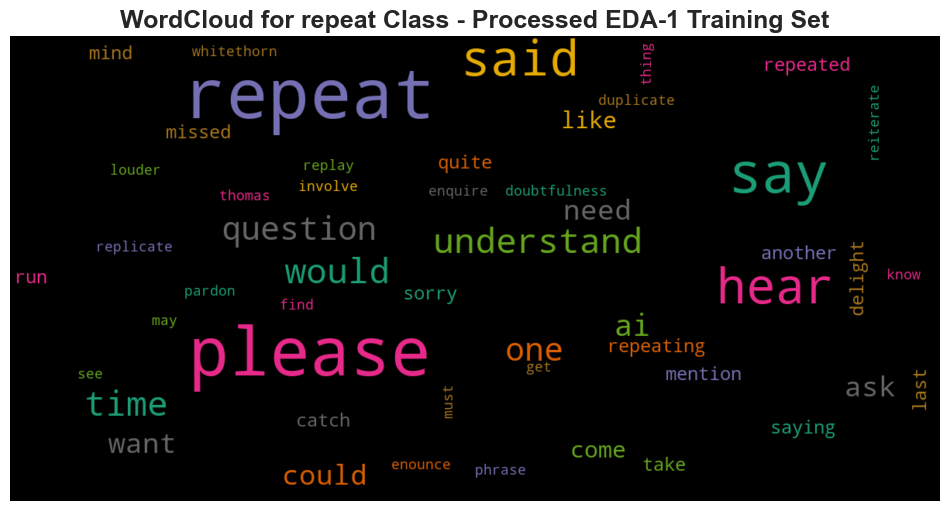 WordCloud for repeat Class - Processed EDA-1 Training Set
mind
whitethorn
said
thing
repeated
repeat
duplicate
like
missed
reiterate
louder
replay
quite
say
thomas
involve
enquire
doubtfulness
need
question
understand
replicate
another
delight
would
hear
know
run
pardon
sorry
find
may
ai
please
one
repeating
get
see
mention
ask
last
time
must
catch
saying
want
come
could
enounce
phrase
take